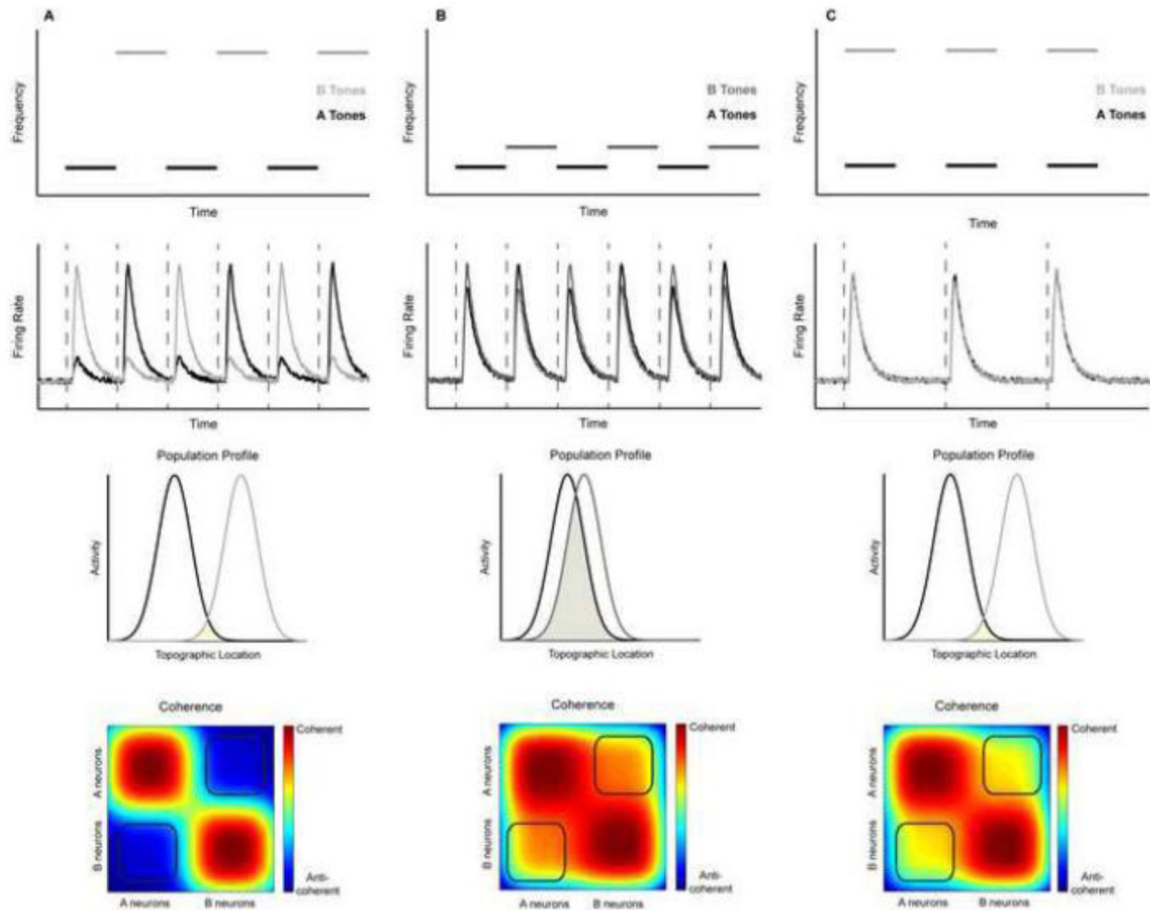 A
Frequency
B Tones
A Tones
Time
Firing Rate
Time
Population Profile
Activity
Topographic Location
Coherence
A neurons
B neurons
Coherent
Anti-
coherent
A neurons
B neurons
B
Frequency
B Tones
A Tones
Time
Firing Rate
Time
Population Profile
Activity
Topographic Location
Coherence
A neurons
B neurons
Coherent
Anti-
coherent
A neurons
B neurons
C
Frequency
B Tones
A Tones
Time
Firing Rate
Time
Population Profile
Activity
Topographic Location
Coherence
A neurons
B neurons
Coherent
Anti-
coherent
A neurons
B neurons